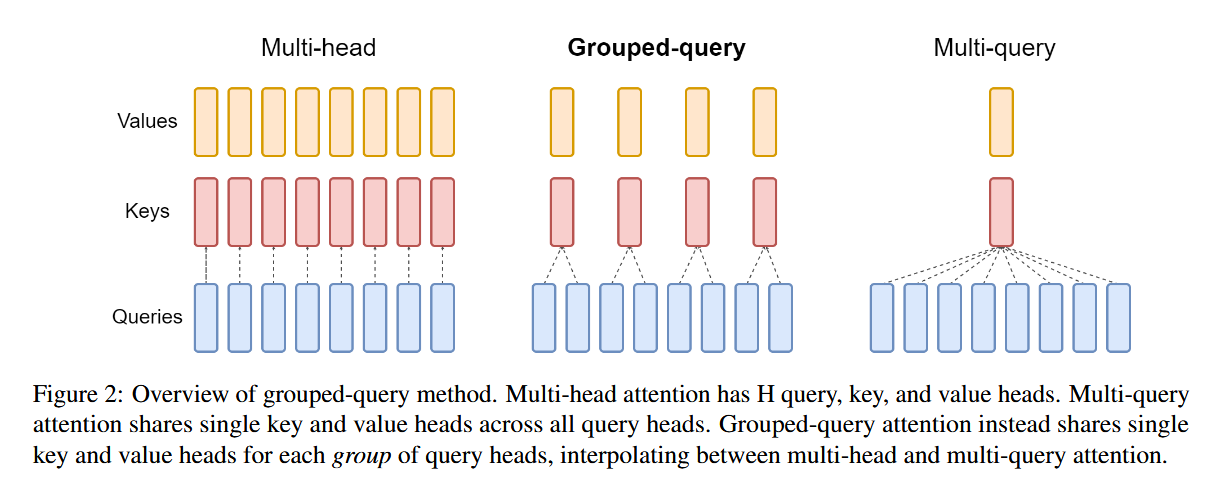 Multi-head
Grouped-query
Multi-query
Values
Keys
Queries
Figure 2: Overview of grouped-query method. Multi-head attention has H query, key, and value heads. Multi-query
attention shares single key and value heads across all query heads. Grouped-query attention instead shares single
key and value heads for each group of query heads, interpolating between multi-head and multi-query attention.